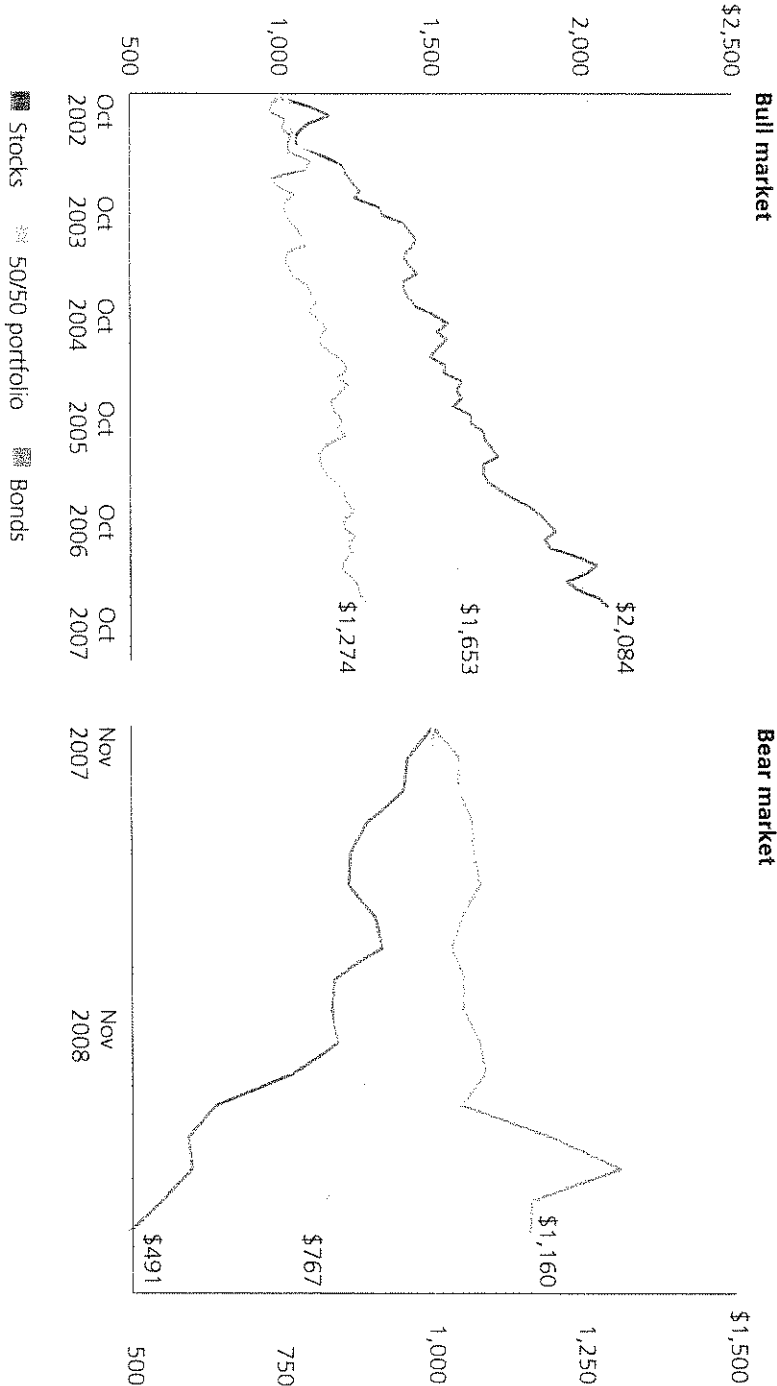 Bull market
$2,500
2,000
1,500
1,000
500
$2,084
$1,653
$1,274
Oct 2002
Oct 2003
Oct 2004
Oct 2005
Oct 2006
Oct 2007
Bear market
$1,500
1,250
1,000
750
500
$1,160
$767
$491
Nov 2007
Nov 2008
Stocks 50/50 portfolio Bonds